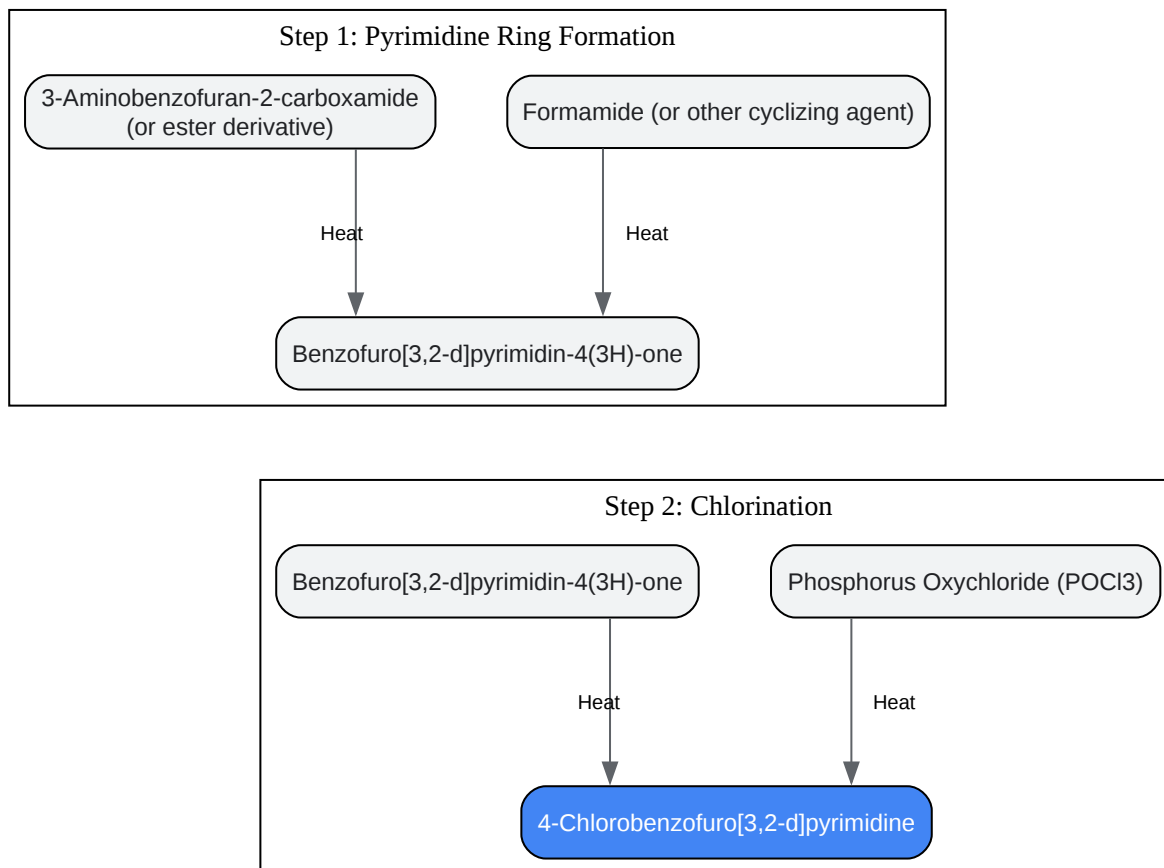 Step 1: Pyrimidine Ring Formation
3-Aminobenzofuran-2-carboxamide
(or ester derivative)
Formamide (or other cyclizing agent)
Heat
Heat
Benzofuro[3,2-d]pyrimidin-4(3H)-one
Step 2: Chlorination
Benzofuro[3,2-d]pyrimidin-4(3H)-one
Phosphorus Oxychloride (POCl3)
Heat
Heat
4-Chlorobenzofuro[3,2-d]pyrimidine